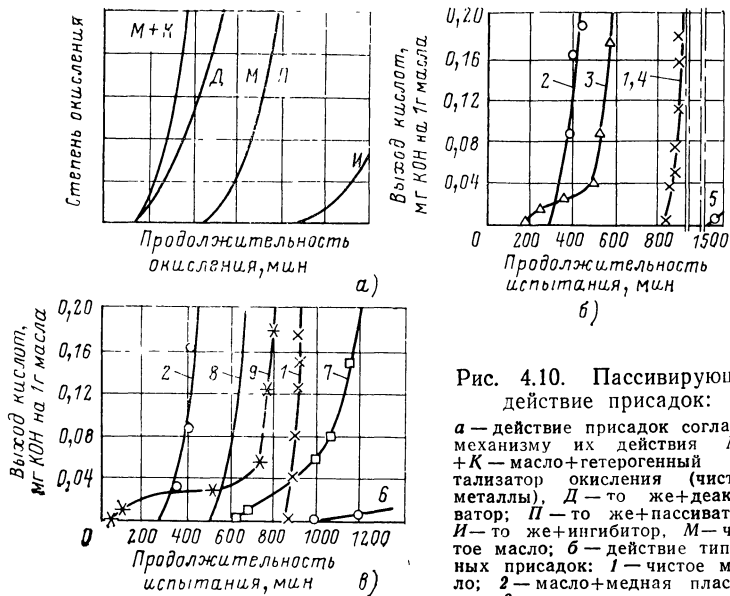 Степень окисления
М+К
Д
М
П
И
Продолжительность
окисления, мин
а)
Выход кислот,
мг КОН на 1г масла
0,20
0,16
0,12
0,08
0,04
2
3
1,4
5
0 200 400 600 800 1500
Продолжительность
испытания, мин
б)
Выход кислот,
мг КОН на 1г масла
0,20
0,16
0,12
0,08
0,04
2
8
9
1
7
6
0 200 400 600 800 1000 1200
Продолжительность
испытания, мин
в)
Рис. 4.10. Пассивирующ
действие присадок:
а — действие присадок согла
механизму их действия
+К — масло+гетерогенный
тализатор окисления (чист
металлы), Д — то же+деак
ватор; П — то же+пассиват
И — то же+ингибитор, М — ч
тое масло; б — действие тип
ных присадок: 1 — чистое м
ло; 2 — масло+медная плас